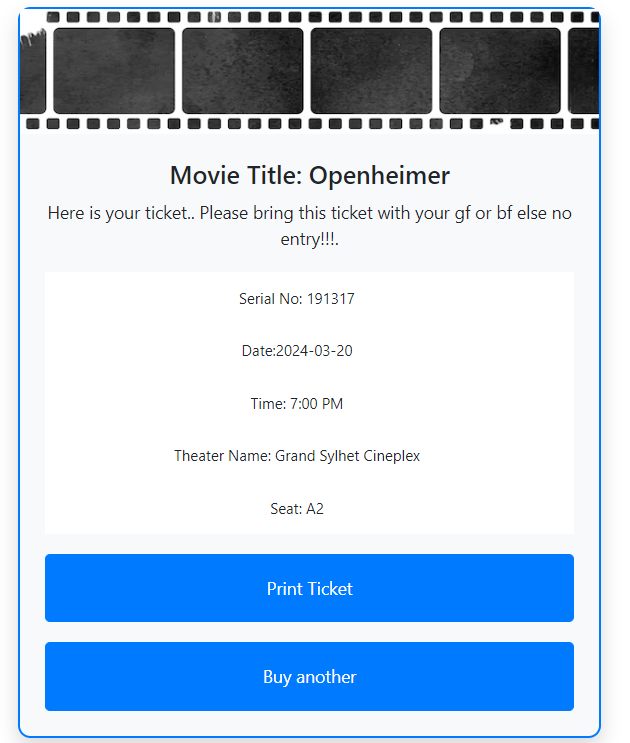 Movie Title: Openheimer
Here is your ticket.. Please bring this ticket with your gf or bf else no
entry!!!.
Serial No: 191317
Date:2024-03-20
Time: 7:00 PM
Theater Name: Grand Sylhet Cineplex
Seat: A2
Print Ticket
Buy another